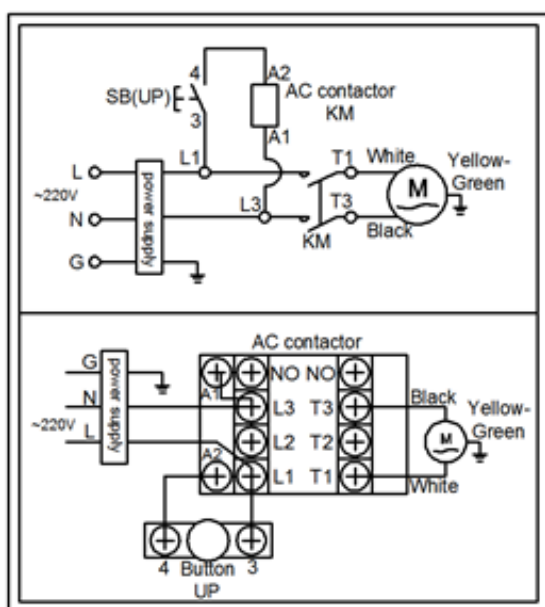 4
A2
SB(UP)
AC contactor
KM
3
A1
L1
T1
White
Yellow-
Green
L
power supply
M
~220V
L3
T3
N
KM
Black
G
AC contactor
G
power supply
NO NO
A1
Black
N
L3 T3
Yellow-
Green
~220V
M
L
L2 T2
A2
L1 T1
White
4
Button
3
UP